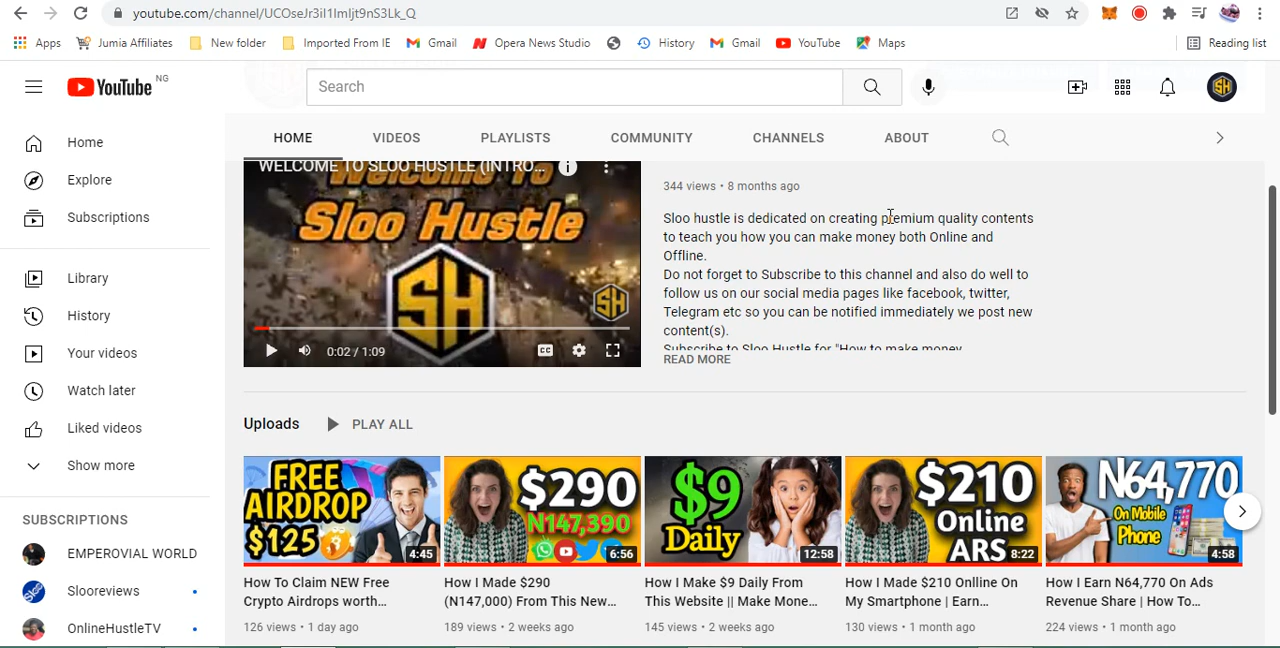 youtube.com/channel/UCOseJr3iI1ImIjt9nS3Lk_Q
Apps
Jumia Affiliates
New folder
Imported From IE
Gmail
Opera News Studio
History
Gmail
YouTube
Maps
Reading list
YouTube NG
Search
SH
Home
Explore
Subscriptions
Library
History
Your videos
Watch later
Liked videos
Show more
SUBSCRIPTIONS
EMPEROVIAL WORLD
Sloo
Slooreviews
OnlineHustleTV
HOME
VIDEOS
PLAYLISTS
COMMUNITY
CHANNELS
ABOUT
WELCOME TO SLOO HUSTLE (INTRO...
Welcome To
Sloo Hustle
SH
SH
0:02 / 1:09
CC
344 views • 8 months ago
Sloo hustle is dedicated on creating premium quality contents
to teach you how you can make money both Online and
Offline.
Do not forget to Subscribe to this channel and also do well to
follow us on our social media pages like facebook, twitter,
Telegram etc so you can be notified immediately we post new
content(s).
Subscribe to Sloo Hustle for "How to make money
READ MORE
Uploads
PLAY ALL
FREE
AIRDROP
$125
4:45
How To Claim NEW Free
Crypto Airdrops worth...
126 views • 1 day ago
$290
N147,390
6:56
How I Made $290
(N147,000) From This New...
189 views • 2 weeks ago
$9
Daily
12:58
How I Make $9 Daily From
This Website || Make Mone...
145 views • 2 weeks ago
$210
Online
ARS
8:22
How I Made $210 Onlline On
My Smartphone | Earn...
130 views • 1 month ago
N64,770
On Mobile
Phone
4:58
How I Earn N64,770 On Ads
Revenue Share | How To...
224 views • 1 month ago